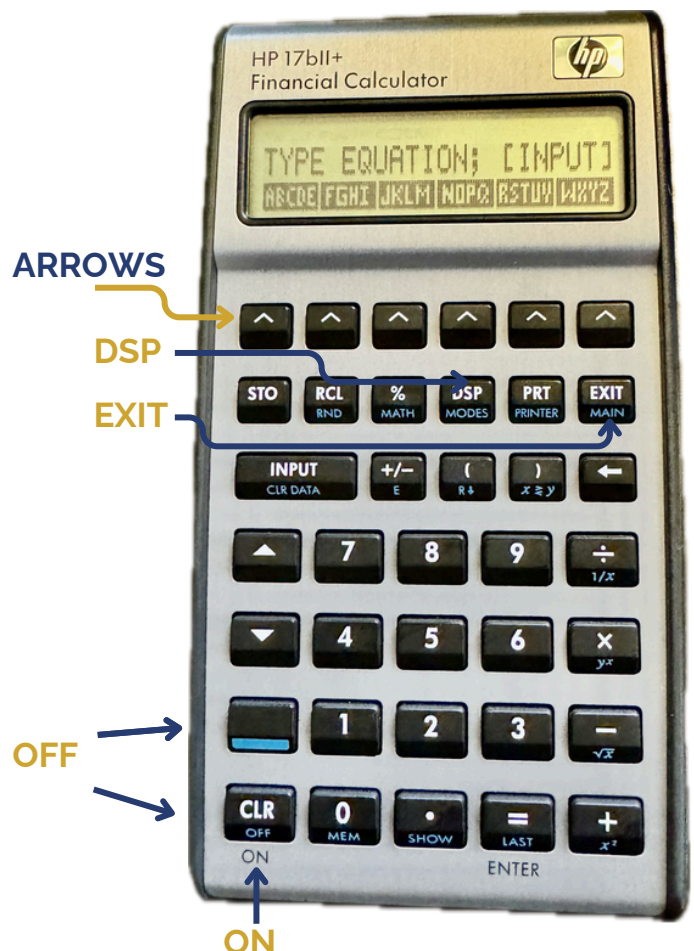 HP 17bII+
Financial Calculator
hp
TYPE EQUATION; [INPUT]
ABCDE FGHI JKLM NOPQ RSTUV WXYZ
ARROWS
^ ^ ^ ^ ^ ^
DSP
STO RCL % DSP PRT EXIT
RND MATH MODES PRINTER MAIN
EXIT
INPUT +/- ( ) ←
CLR DATA E R↓ x≷y
▲ 7 8 9 ÷
1/x
▼ 4 5 6 ×
yx
1 2 3 −
√x
OFF
CLR 0 • = +
OFF MEM SHOW LAST x²
ON ENTER
ON